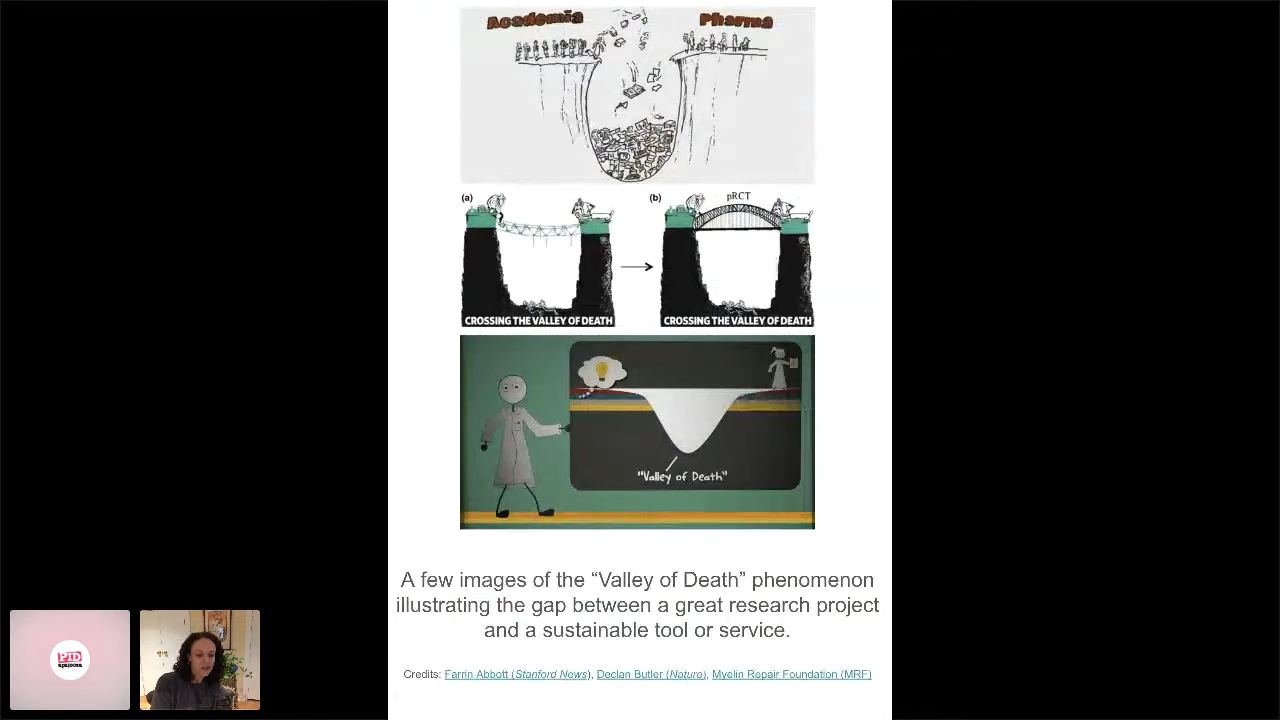 Academia
Pharma
(a)
(b)
pRCT
CROSSING THE VALLEY OF DEATH
CROSSING THE VALLEY OF DEATH
"Valley of Death"
A few images of the “Valley of Death” phenomenon
illustrating the gap between a great research project
and a sustainable tool or service.
Credits: Farrin Abbott (Stanford News), Declan Butler (Nature), Myelin Repair Foundation (MRF)
PID
apalooza